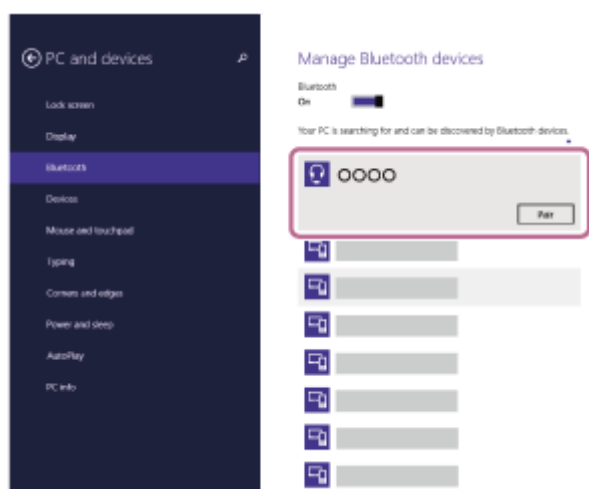 PC and devices
Lock screen
Display
Bluetooth
Devices
Mouse and touchpad
Typing
Corners and edges
Power and sleep
AutoPlay
PC info
Manage Bluetooth devices
Bluetooth
On
Your PC is searching for and can be discovered by Bluetooth devices.
OOOO
Pair